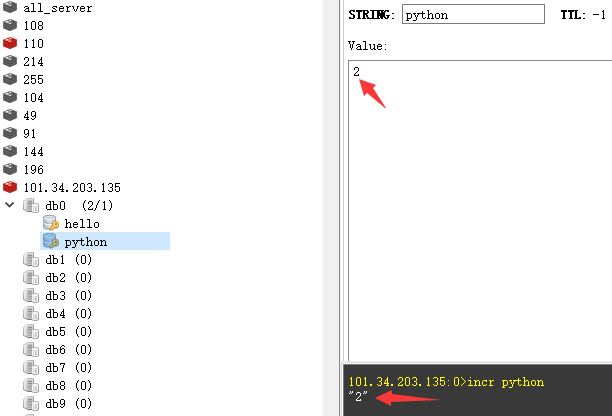 all_server
108
110
214
255
104
49
91
144
196
101.34.203.135
db0 (2/1)
hello
python
db1 (0)
db2 (0)
db3 (0)
db4 (0)
db5 (0)
db6 (0)
db7 (0)
db8 (0)
db9 (0)
STRING: python TTL: -1
Value:
2
101.34.203.135:0>incr python
"2"